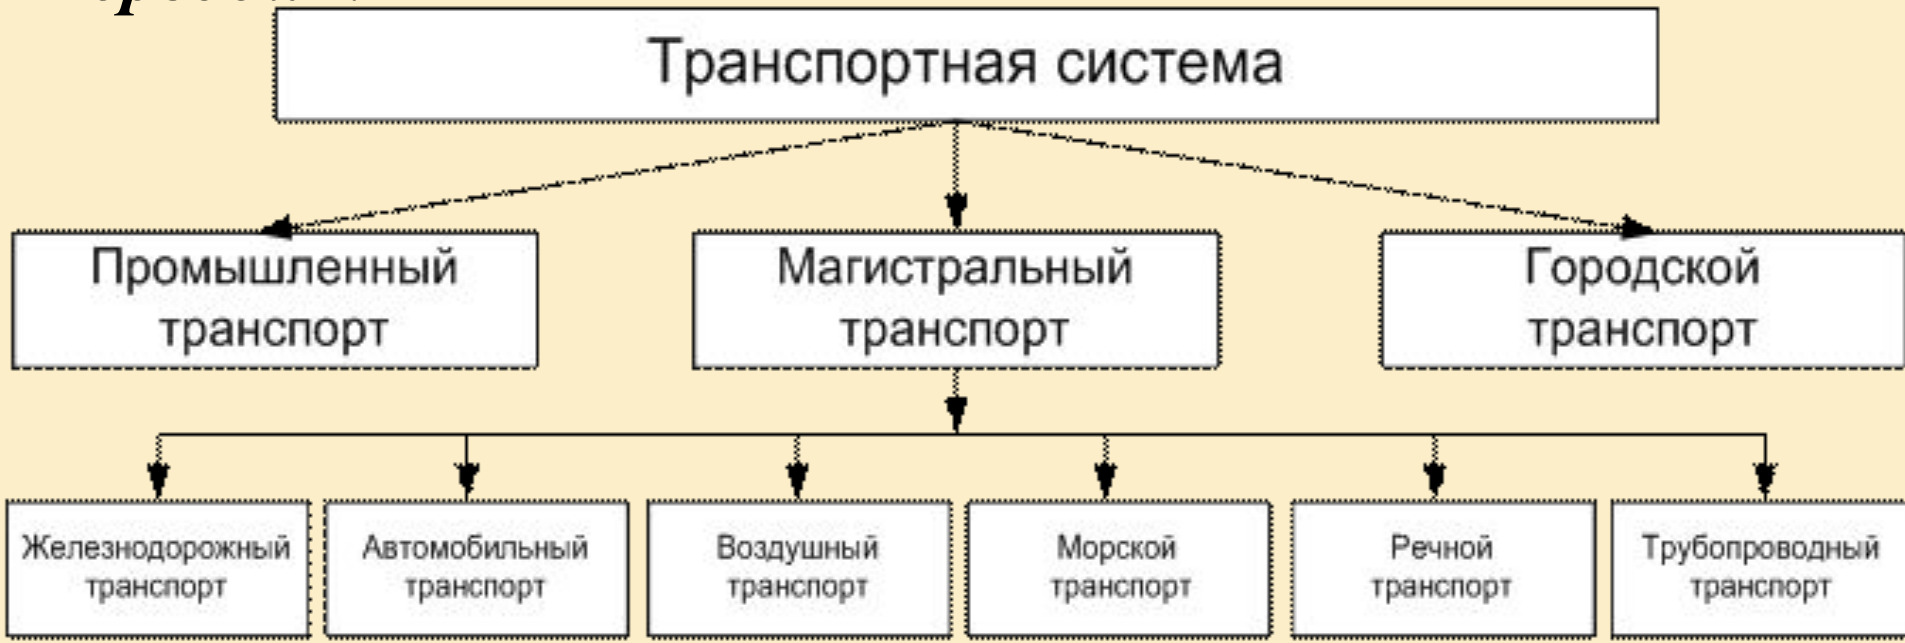 Транспортная система
Промышленный
транспорт
Магистральный
транспорт
Городской
транспорт
Железнодорожный
транспорт
Автомобильный
транспорт
Воздушный
транспорт
Морской
транспорт
Речной
транспорт
Трубопроводный
транспорт